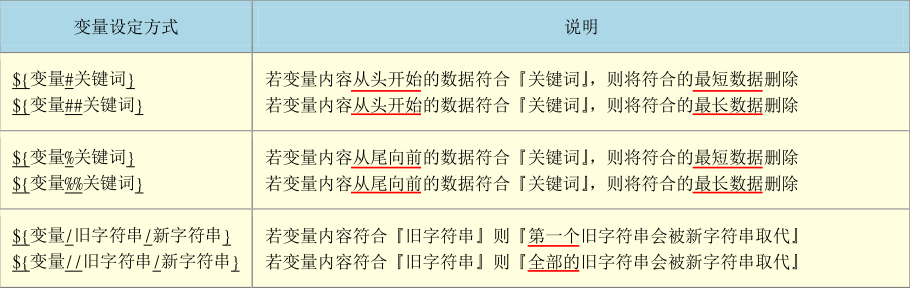 变量设定方式 说明
${变量#关键词} 若变量内容从头开始的数据符合『关键词』，则将符合的最短数据删除
${变量##关键词} 若变量内容从头开始的数据符合『关键词』，则将符合的最长数据删除
${变量%关键词} 若变量内容从尾向前的数据符合『关键词』，则将符合的最短数据删除
${变量%%关键词} 若变量内容从尾向前的数据符合『关键词』，则将符合的最长数据删除
${变量/旧字符串/新字符串} 若变量内容符合『旧字符串』则『第一个旧字符串会被新字符串取代』
${变量//旧字符串/新字符串} 若变量内容符合『旧字符串』则『全部的旧字符串会被新字符串取代』